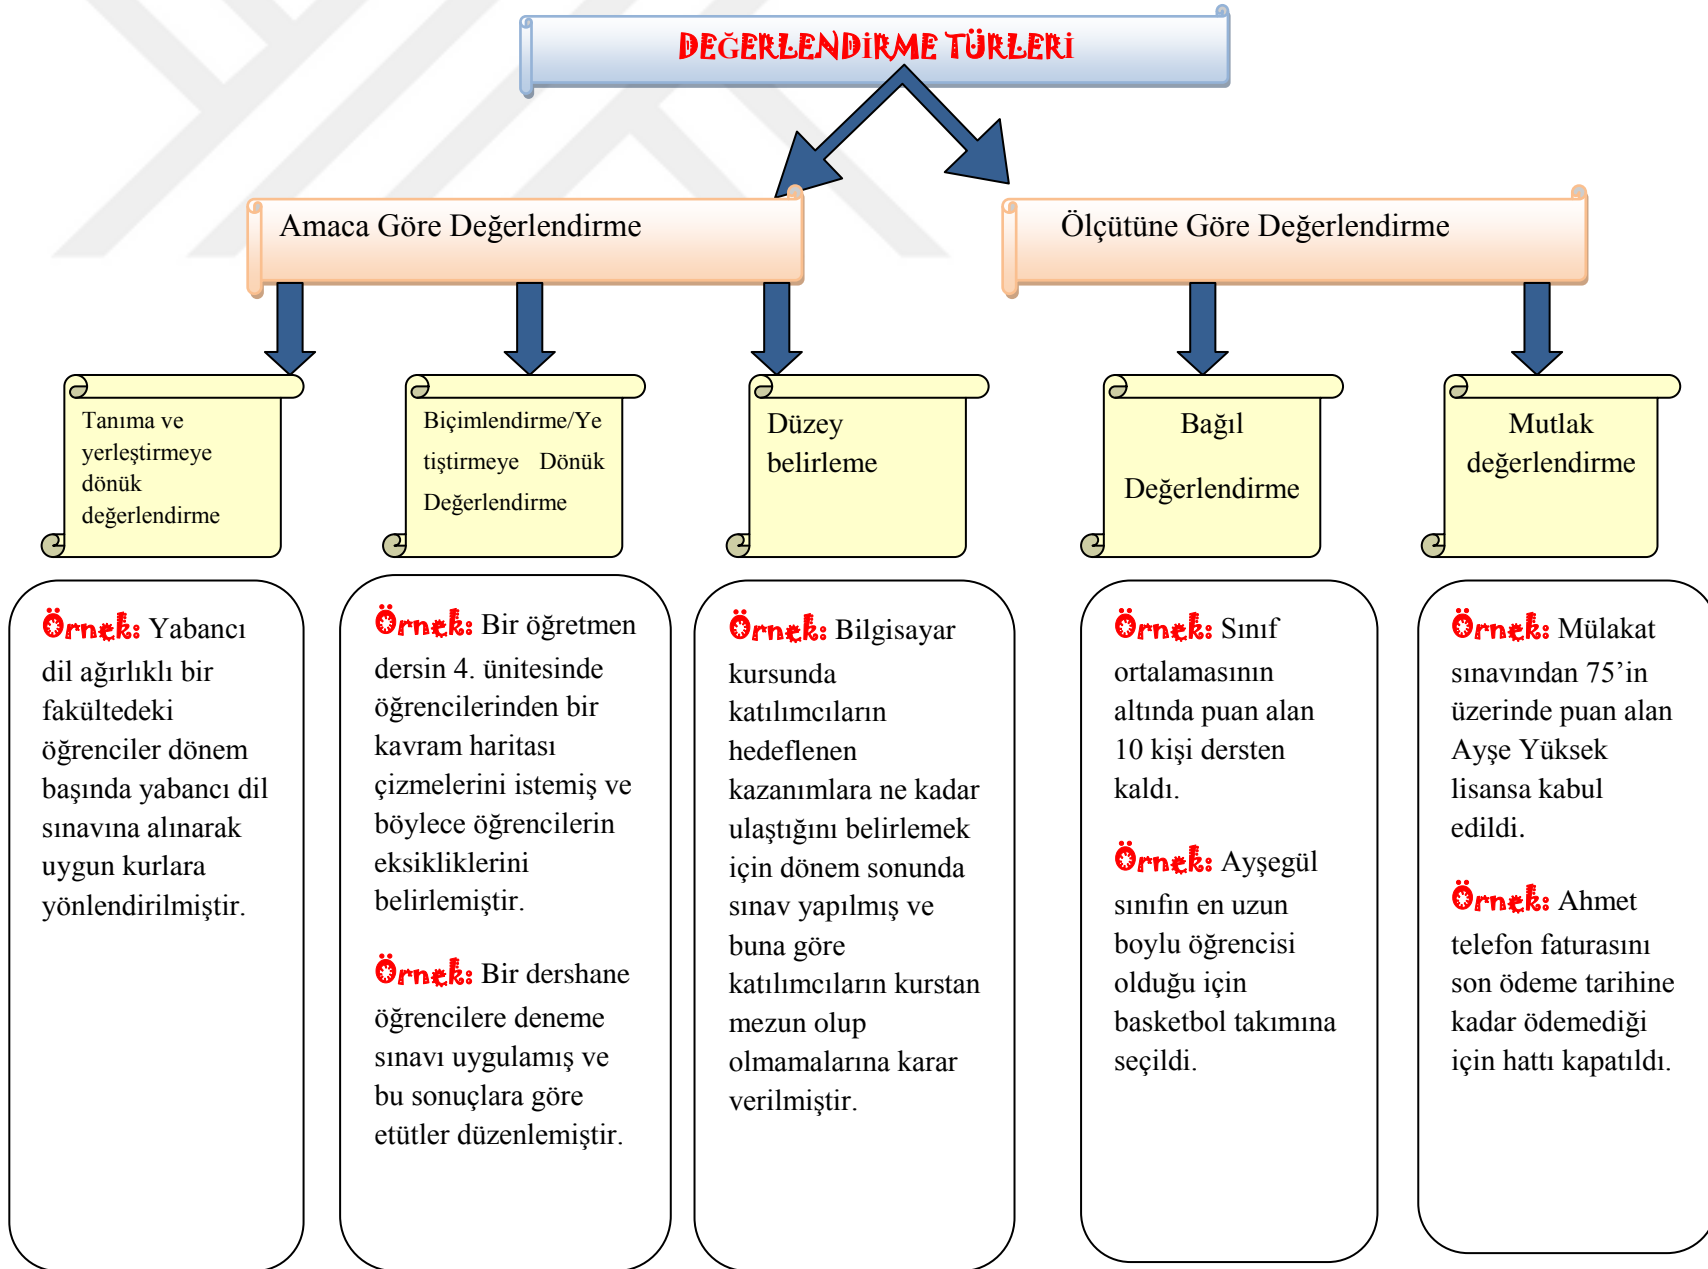 DEĞERLENDİRME TÜRLERİ
Amaca Göre Değerlendirme
Ölçütüne Göre Değerlendirme
Tanıma ve
yerleştirmeye
dönük
değerlendirme
Biçimlendirme/Ye
tiştirmeye Dönük
Değerlendirme
Düzey
belirleme
Bağıl
Değerlendirme
Mutlak
değerlendirme
Örnek: Yabancı
dil ağırlıklı bir
fakültedeki
öğrenciler dönem
başında yabancı dil
sınavına alınarak
uygun kurlara
yönlendirilmiştir.
Örnek: Bir öğretmen
dersin 4. ünitesinde
öğrencilerinden bir
kavram haritası
çizmelerini istemiş ve
böylece öğrencilerin
eksikliklerini
belirlemiştir.
Örnek: Bir dershane
öğrencilere deneme
sınavı uygulamış ve
bu sonuçlara göre
etütler düzenlemiştir.
Örnek: Bilgisayar
kursunda
katılımcıların
hedeflenen
kazanımlara ne kadar
ulaştığını belirlemek
için dönem sonunda
sınav yapılmış ve
buna göre
katılımcıların kurstan
mezun olup
olmamalarına karar
verilmiştir.
Örnek: Sınıf
ortalamasının
altında puan alan
10 kişi dersten
kaldı.
Örnek: Ayşegül
sınıfın en uzun
boylu öğrencisi
olduğu için
basketbol takımına
seçildi.
Örnek: Mülakat
sınavından 75’in
üzerinde puan alan
Ayşe Yüksek
lisansa kabul
edildi.
Örnek: Ahmet
telefon faturasını
son ödeme tarihine
kadar ödemediği
için hattı kapatıldı.